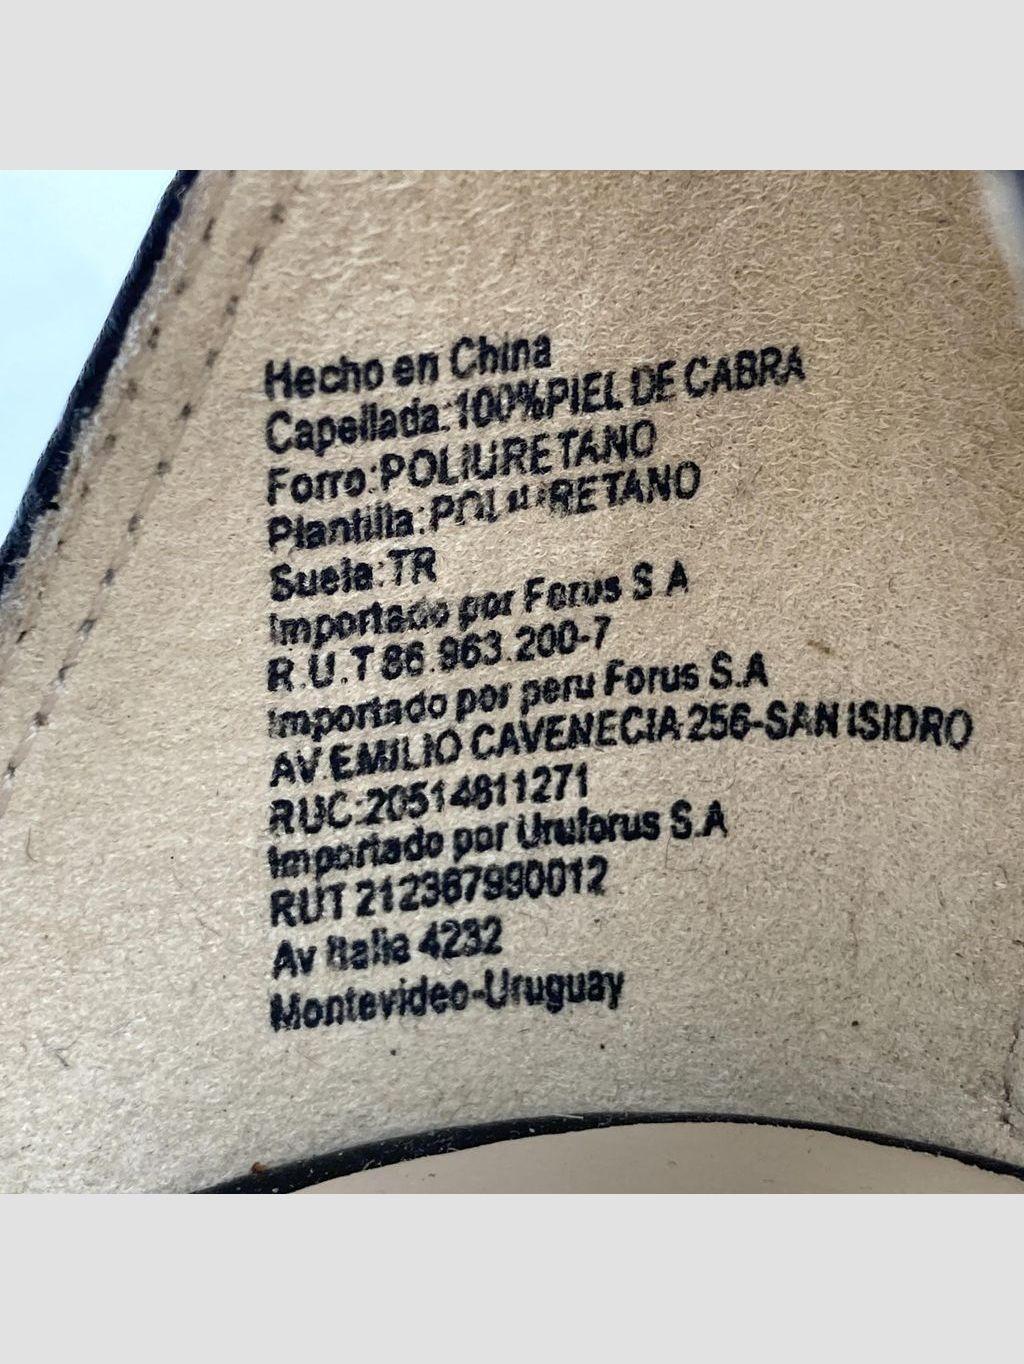 Hecho en China
Capellada:100%PIEL DE CABRA
Forro:POLIURETANO
Plantilla:POLIURETANO
Suela:TR
Importado por Forus S A
R.U.T 86.963.200-7
Importado por peru Forus S.A
AV.EMILIO CAVENECIA 256-SAN ISIDRO
RUC:20514811271
Importado por Uruforus S.A
RUT 212367990012
Av Italia 4232
Montevideo-Uruguay